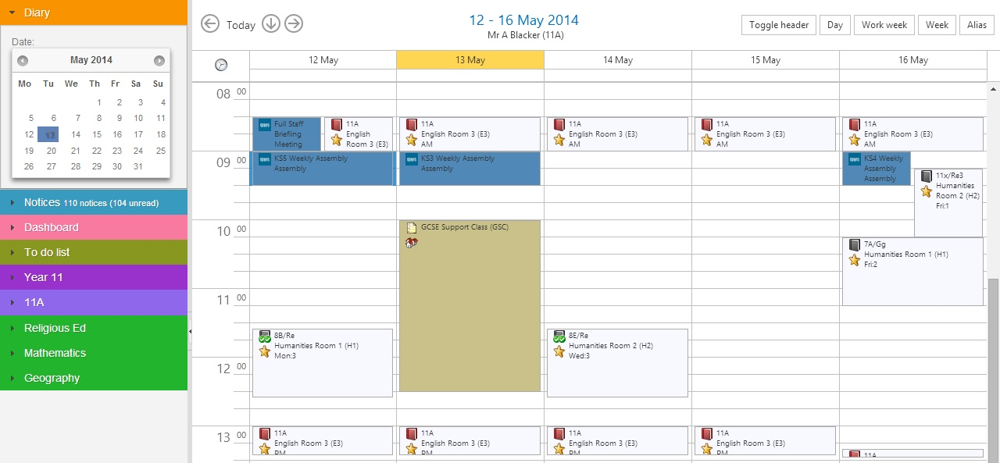 Diary
Date:
May 2014
Mo Tu We Th Fr Sa Su
1 2 3 4
5 6 7 8 9 10 11
12 13 14 15 16 17 18
19 20 21 22 23 24 25
26 27 28 29 30 31
Notices 110 notices (104 unread)
Dashboard
To do list
Year 11
11A
Religious Ed
Mathematics
Geography
Today
12 - 16 May 2014
Mr A Blacker (11A)
Toggle header
Day
Work week
Week
Alias
12 May
13 May
14 May
15 May
16 May
08 00
09 00
10 00
11 00
12 00
13 00
sims
Full Staff
Briefiing
Meeting
11A
English
Room 3 (E3)
sims
KS5 Weekly Assembly
Assembly
8B/Re
Humanities Room 1 (H1)
Mon:3
11A
English Room 3 (E3)
PM
11A
English Room 3 (E3)
AM
sims
KS3 Weekly Assembly
Assembly
GCSE Support Class (GSC)
11A
English Room 3 (E3)
PM
11A
English Room 3 (E3)
AM
8E/Re
Humanities Room 2 (H2)
Wed:3
11A
English Room 3 (E3)
PM
11A
English Room 3 (E3)
AM
11A
English Room 3 (E3)
PM
11A
English Room 3 (E3)
AM
sims
KS4 Weekly
Assembly
Assembly
11x/Re3
Humanities
Room 2 (H2)
Fri:1
7A/Gg
Humanities Room 1 (H1)
Fri:2
11A